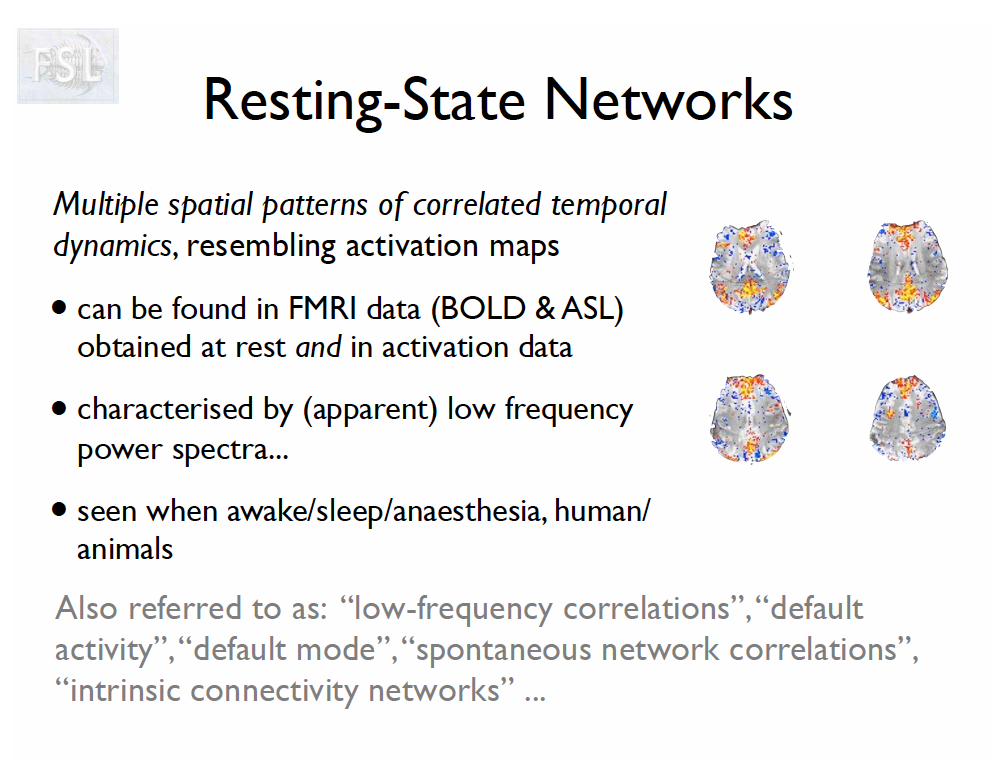 FSL
Resting-State Networks
Multiple spatial patterns of correlated temporal
dynamics, resembling activation maps
• can be found in FMRI data (BOLD & ASL)
obtained at rest and in activation data
• characterised by (apparent) low frequency
power spectra...
• seen when awake/sleep/anaesthesia, human/
animals
Also referred to as: “low-frequency correlations”, “default
activity”, “default mode”, “spontaneous network correlations”,
“intrinsic connectivity networks” ...